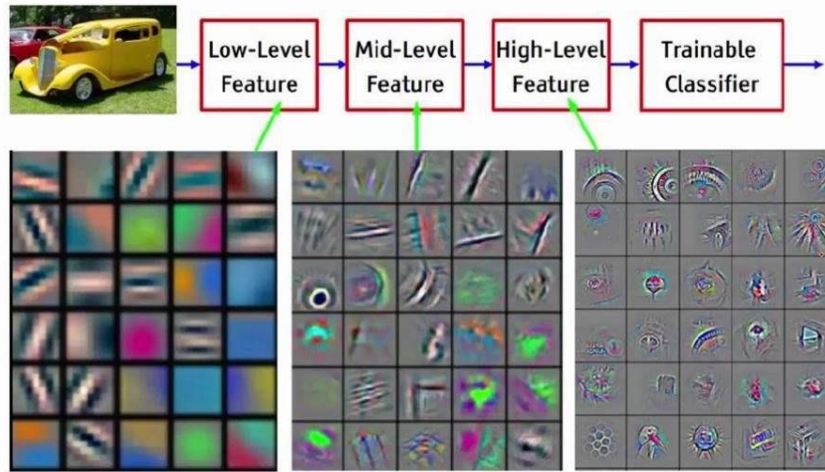 Low-Level
Feature
Mid-Level
Feature
High-Level
Feature
Trainable
Classifier